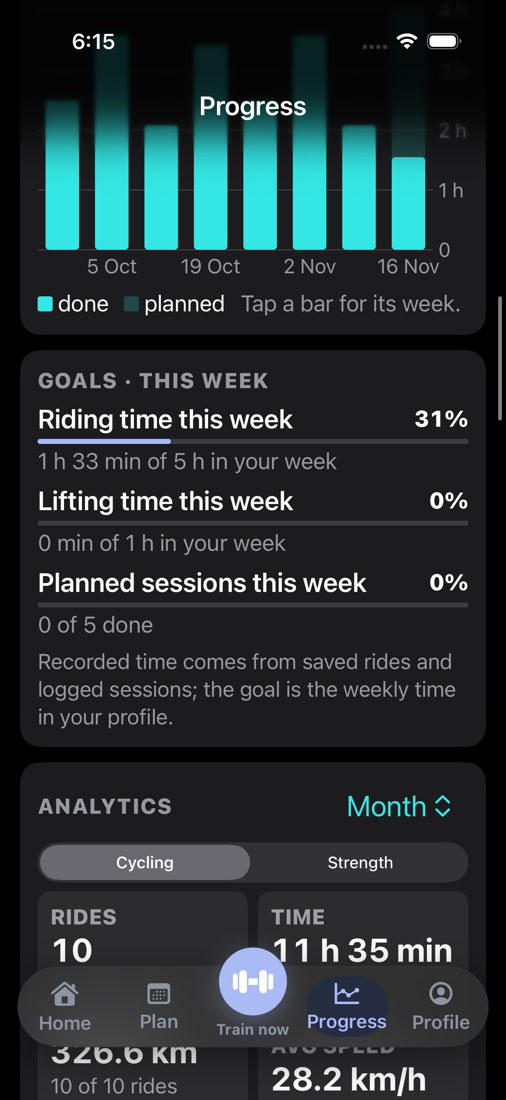 6:15
4 h
3 h
Progress
2 h
1 h
0
5 Oct 19 Oct 2 Nov 16 Nov
done planned Tap a bar for its week.
GOALS · THIS WEEK
Riding time this week 31%
1 h 33 min of 5 h in your week
Lifting time this week 0%
0 min of 1 h in your week
Planned sessions this week 0%
0 of 5 done
Recorded time comes from saved rides and
logged sessions; the goal is the weekly time
in your profile.
ANALYTICS Month
Cycling Strength
RIDES TIME
10 11 h 35 min
Home Plan Train now Progress Profile
AVG SPEED
326.6 km 28.2 km/h
10 of 10 rides